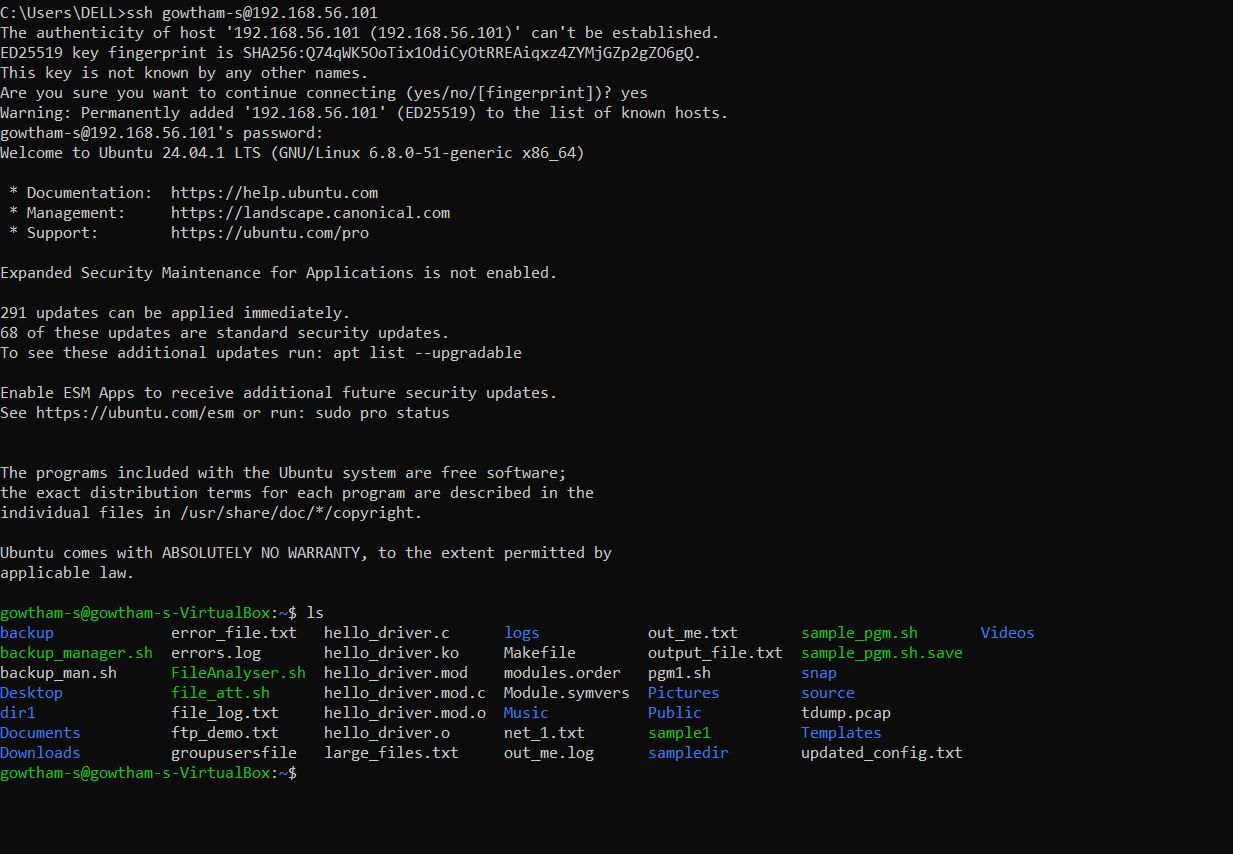 C:\Users\DELL>ssh gowtham-s@192.168.56.101
The authenticity of host '192.168.56.101 (192.168.56.101)' can't be established.
ED25519 key fingerprint is SHA256:Q74qWK5OoTix1OdiCyOtRREAiqxz4ZYMjGZp2gZO6gQ.
This key is not known by any other names.
Are you sure you want to continue connecting (yes/no/[fingerprint])? yes
Warning: Permanently added '192.168.56.101' (ED25519) to the list of known hosts.
gowtham-s@192.168.56.101's password:
Welcome to Ubuntu 24.04.1 LTS (GNU/Linux 6.8.0-51-generic x86_64)

 * Documentation:  https://help.ubuntu.com
 * Management:     https://landscape.canonical.com
 * Support:        https://ubuntu.com/pro

Expanded Security Maintenance for Applications is not enabled.

291 updates can be applied immediately.
68 of these updates are standard security updates.
To see these additional updates run: apt list --upgradable

Enable ESM Apps to receive additional future security updates.
See https://ubuntu.com/esm or run: sudo pro status


The programs included with the Ubuntu system are free software;
the exact distribution terms for each program are described in the
individual files in /usr/share/doc/*/copyright.

Ubuntu comes with ABSOLUTELY NO WARRANTY, to the extent permitted by
applicable law.

gowtham-s@gowtham-s-VirtualBox:~$ ls
backup             error_file.txt   hello_driver.c      logs            out_me.txt       sample_pgm.sh       Videos
backup_manager.sh  errors.log       hello_driver.ko     Makefile        output_file.txt  sample_pgm.sh.save
backup_man.sh      FileAnalyser.sh  hello_driver.mod    modules.order   pgm1.sh          snap
Desktop            file_att.sh      hello_driver.mod.c  Module.symvers  Pictures         source
dir1               file_log.txt     hello_driver.mod.o  Music           Public           tdump.pcap
Documents          ftp_demo.txt     hello_driver.o      net_1.txt       sample1          Templates
Downloads          groupusersfile   large_files.txt     out_me.log      sampledir        updated_config.txt
gowtham-s@gowtham-s-VirtualBox:~$